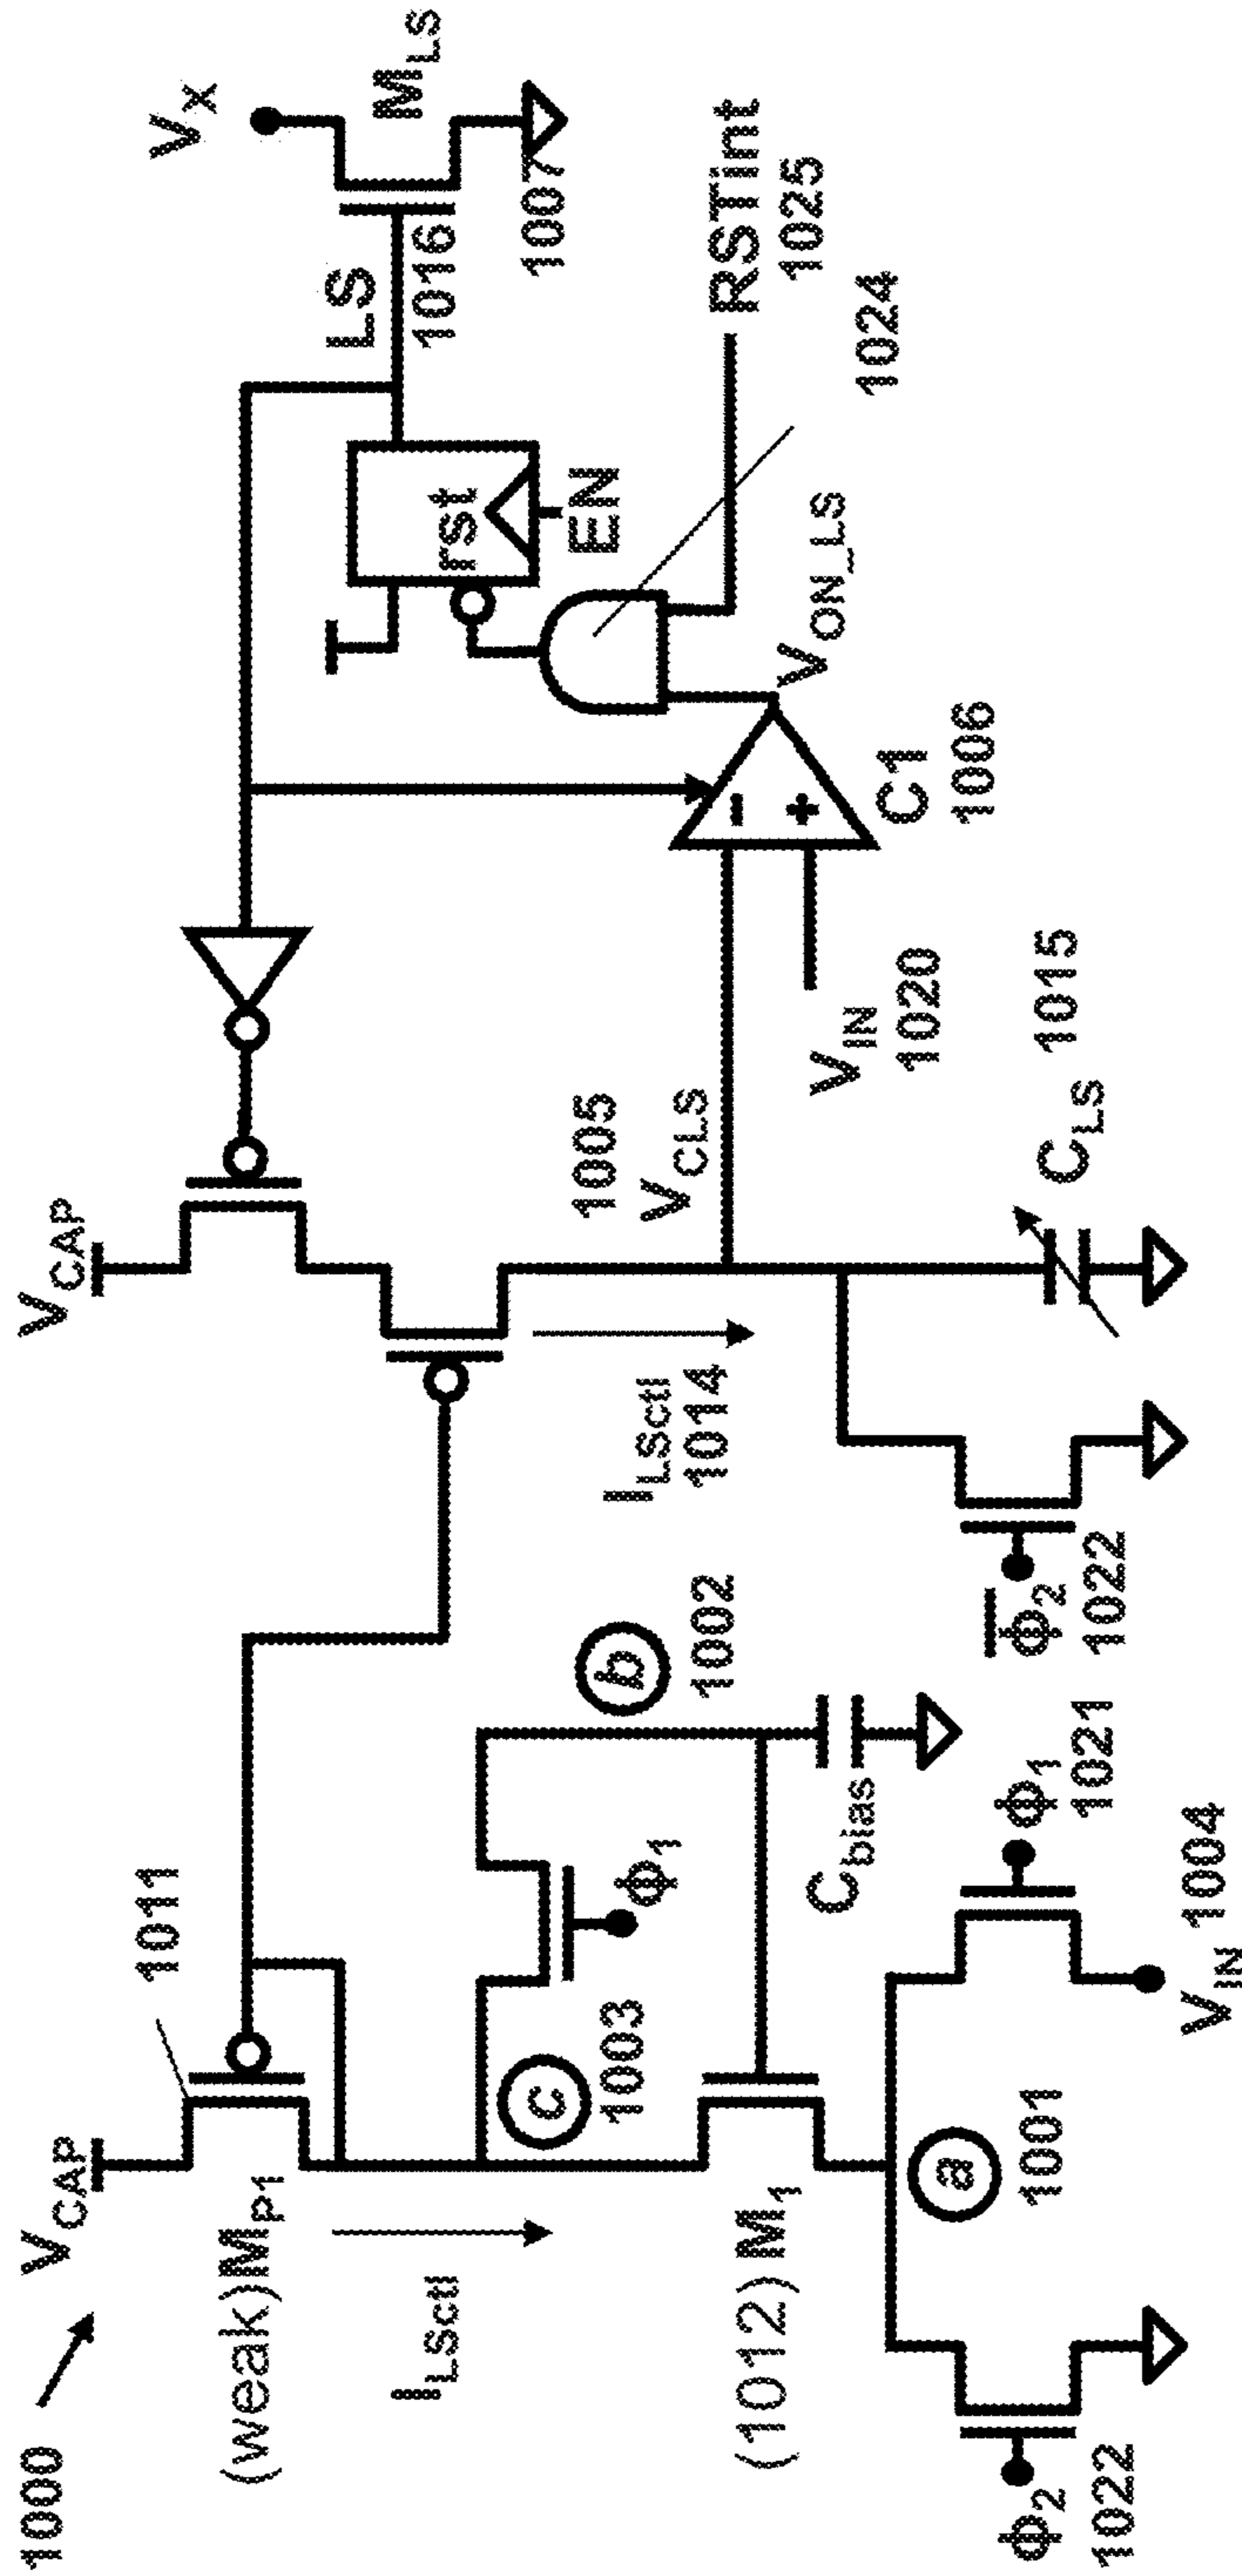 1000
V_CAP
1011
(weak) M_P1
I_LSctl
c
1003
ϕ_1
b
1002
(1012) M_1
C_bias
a
1001
ϕ_2
1022
ϕ_1
1021
V_IN 1004
V_CAP
I_LSctl
1014
1005
V_CLS
ϕ̅_2
1022
C_LS 1015
V_IN
1020
- 
+
C1
1006
V_ON_LS
rst
EN
LS
1016
V_X
M_LS
1007
RSTint
1025
1024